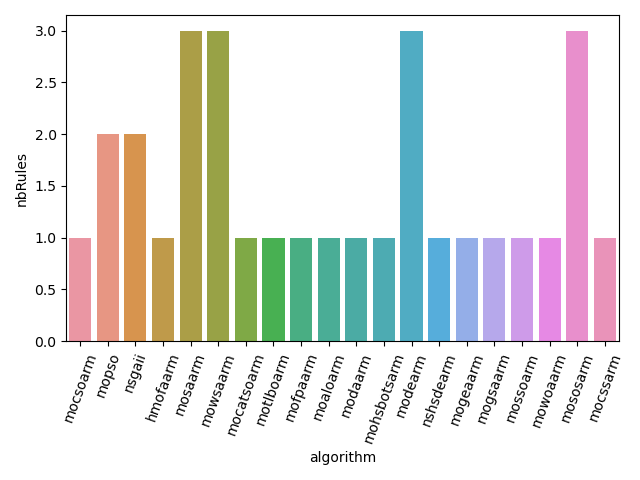 3.0
2.5
2.0
1.5
1.0
0.5
0.0
nbRules
mocsoarm
mopso
nsgaii
hmofaarm
mosaarm
mowsaarm
mocatsoarm
motlboarm
mofpaarm
moaloarm
modaarm
mohsbotsarm
modearm
nshsdearm
mogeaarm
mogsaarm
mossoarm
mowoaarm
mososarm
mocssarm
algorithm